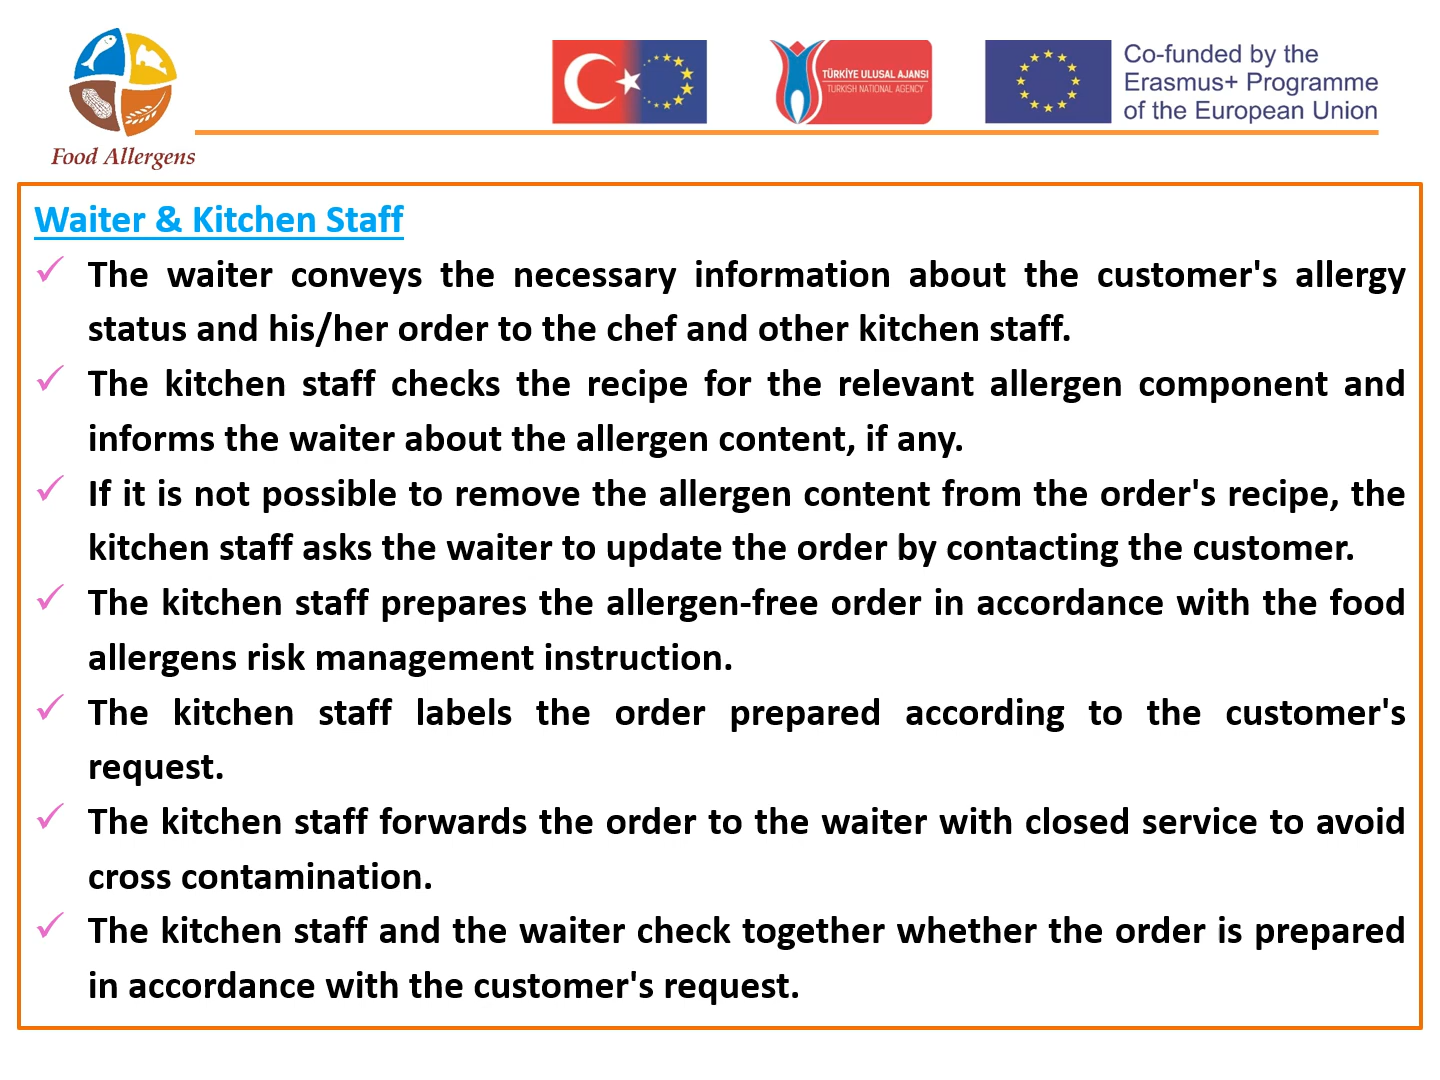 Food Allergens
TÜRKİYE ULUSAL AJANSI
TURKISH NATIONAL AGENCY
Co-funded by the
Erasmus+ Programme
of the European Union
Waiter & Kitchen Staff
The waiter conveys the necessary information about the customer's allergy
status and his/her order to the chef and other kitchen staff.
The kitchen staff checks the recipe for the relevant allergen component and
informs the waiter about the allergen content, if any.
If it is not possible to remove the allergen content from the order's recipe, the
kitchen staff asks the waiter to update the order by contacting the customer.
The kitchen staff prepares the allergen-free order in accordance with the food
allergens risk management instruction.
The kitchen staff labels the order prepared according to the customer's
request.
The kitchen staff forwards the order to the waiter with closed service to avoid
cross contamination.
The kitchen staff and the waiter check together whether the order is prepared
in accordance with the customer's request.